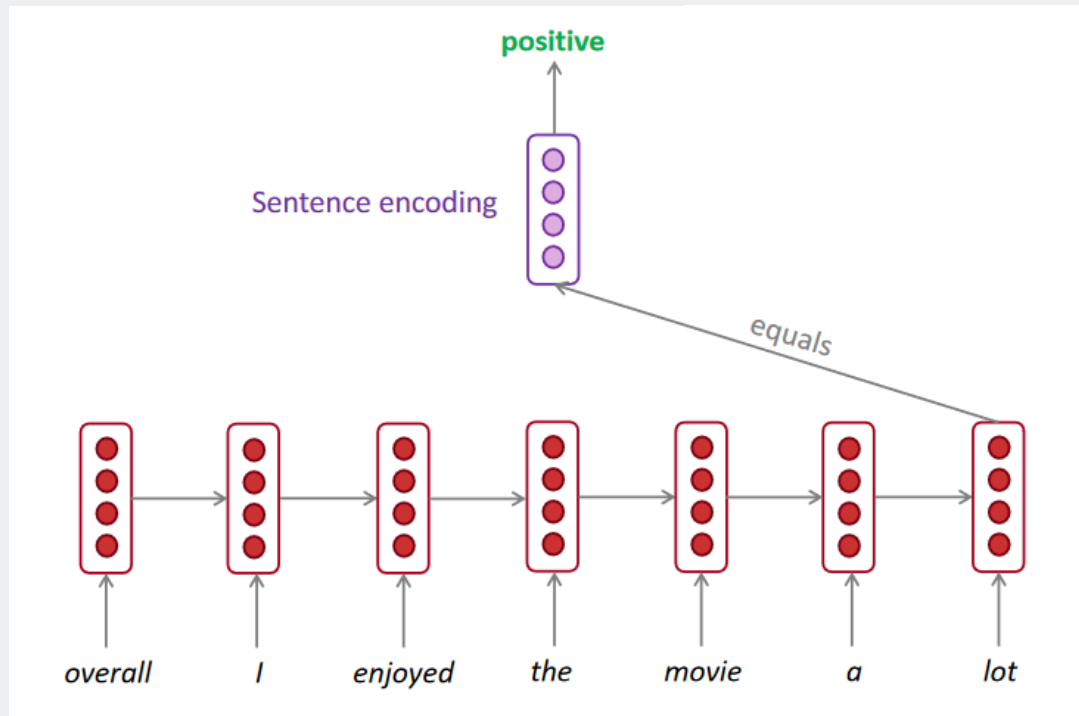 positive
Sentence encoding
equals
overall I enjoyed the movie a lot